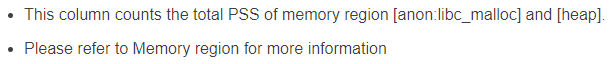 • This column counts the total PSS of memory region [anon:libc_malloc] and [heap].
• Please refer to Memory region for more information